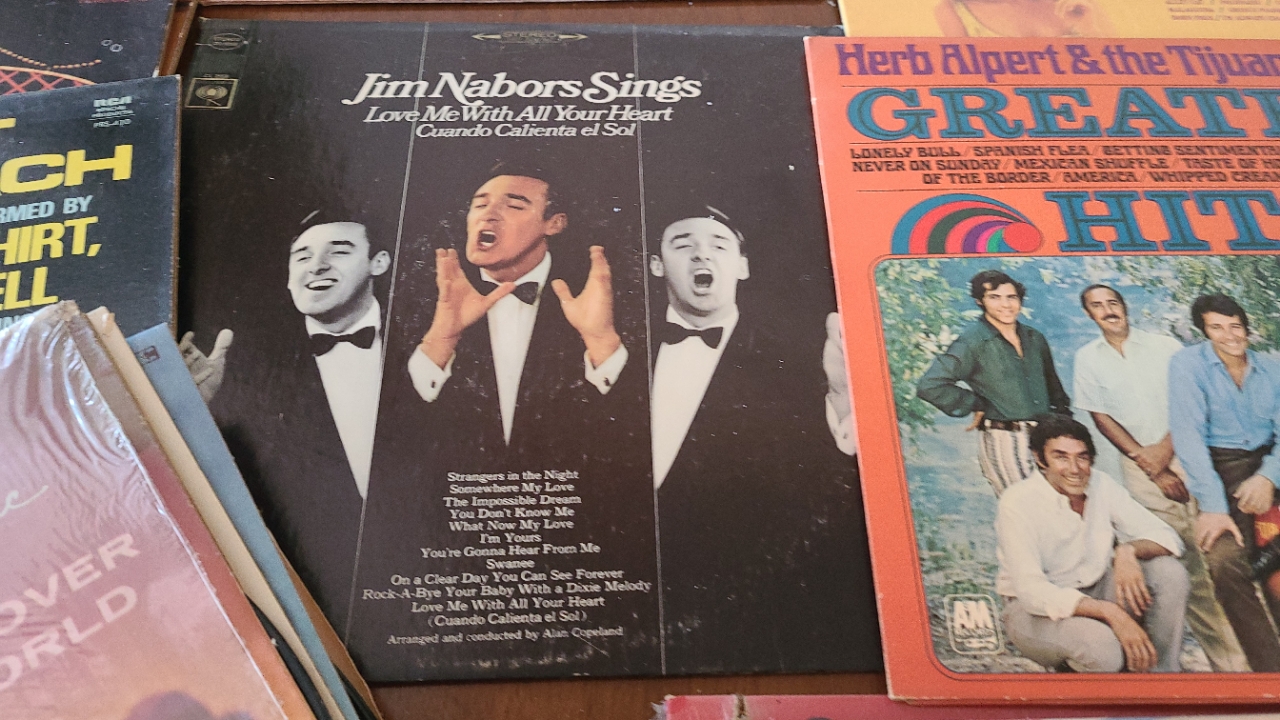 STEREO
Jim Nabors Sings
Love Me With All Your Heart
Cuando Calienta el Sol
Strangers in the Night
Somewhere My Love
The Impossible Dream
You Don't Know Me
What Now My Love
I'm Yours
You're Gonna Hear From Me
Swanee
On a Clear Day You Can See Forever
Rock-A-Bye Your Baby With a Dixie Melody
Love Me With All Your Heart
(Cuando Calienta el Sol)
Arranged and conducted by Alan Copeland
Herb Alpert & the Tijuan
GREATE
LONELY BULL / SPANISH FLEA / GETTING SENTIMENTA
NEVER ON SUNDAY / MEXICAN SHUFFLE / TASTE OF HO
OF THE BORDER / AMERICA / WHIPPED CREAM
HIT
A&M
RCA
CH
RMED BY
HIRT,
ELL
OVER
ORLD